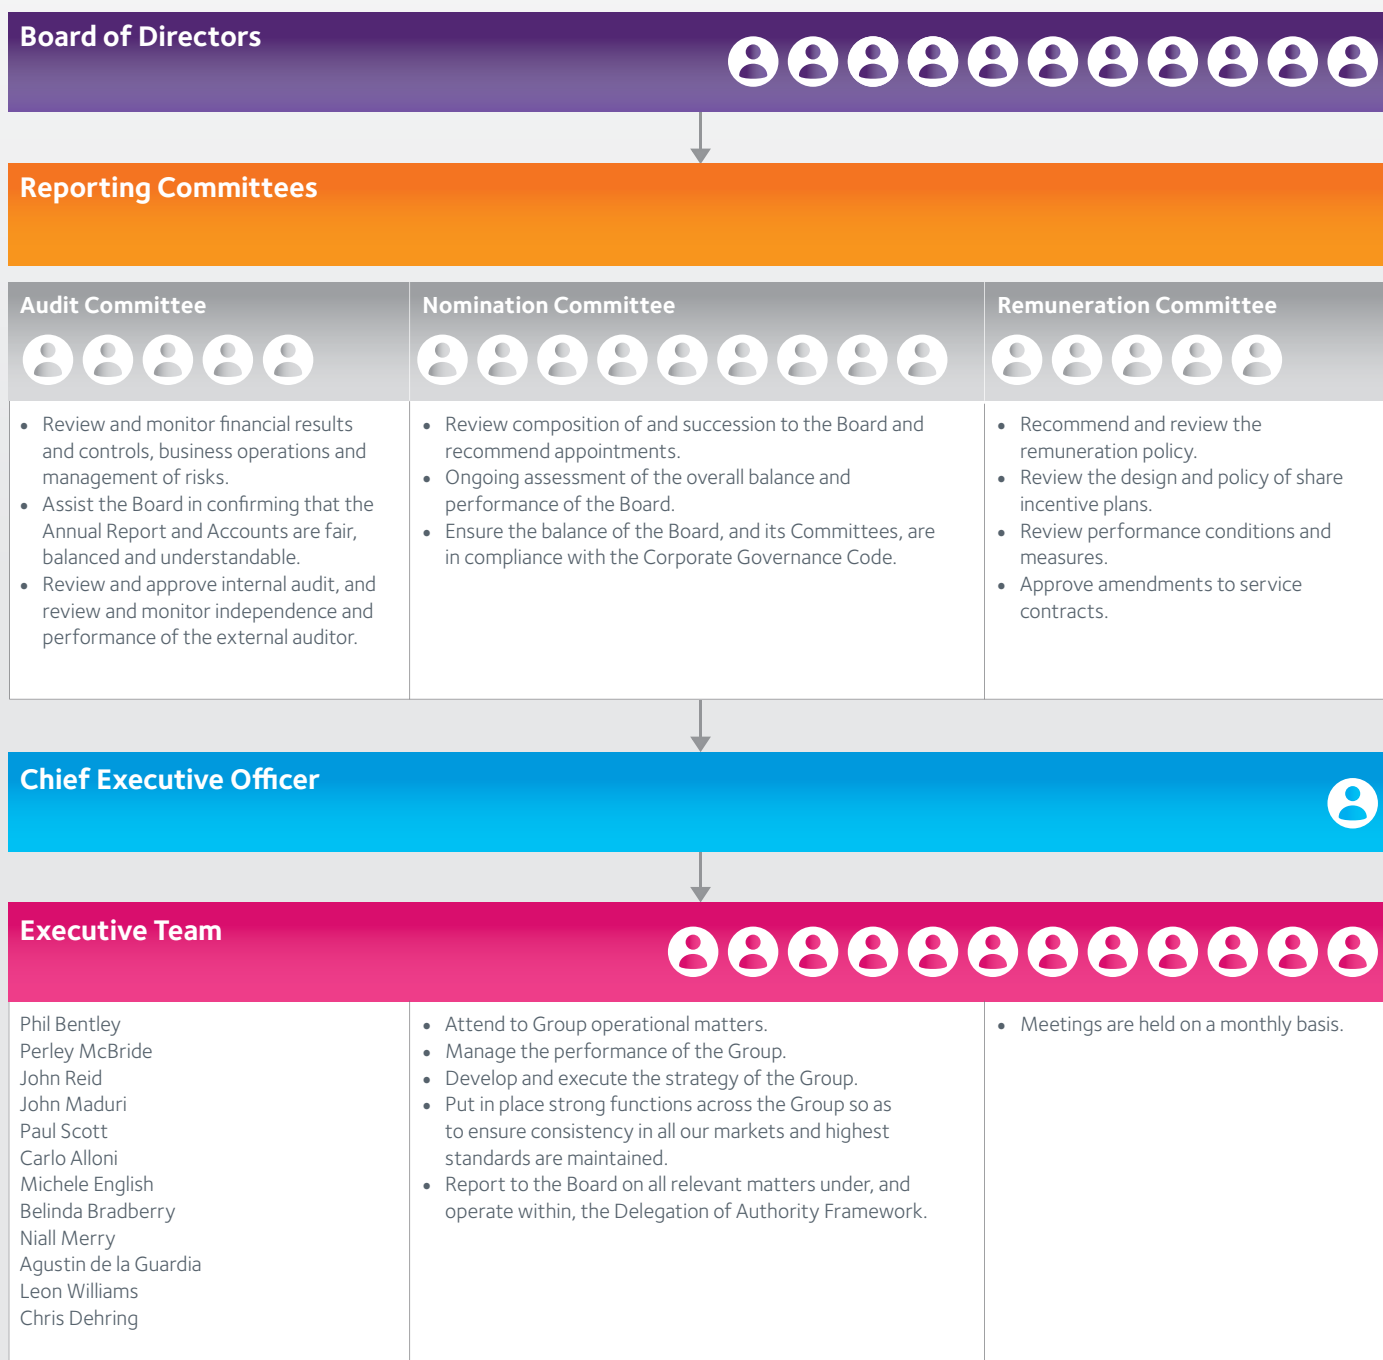 Board of Directors
Reporting Committees
Audit Committee
• Review and monitor financial results
and controls, business operations and
management of risks.
• Assist the Board in confirming that the
Annual Report and Accounts are fair,
balanced and understandable.
• Review and approve internal audit, and
review and monitor independence and
performance of the external auditor.
Nomination Committee
• Review composition of and succession to the Board and
recommend appointments.
• Ongoing assessment of the overall balance and
performance of the Board.
• Ensure the balance of the Board, and its Committees, are
in compliance with the Corporate Governance Code.
Remuneration Committee
• Recommend and review the
remuneration policy.
• Review the design and policy of share
incentive plans.
• Review performance conditions and
measures.
• Approve amendments to service
contracts.
Chief Executive Officer
Executive Team
Phil Bentley
Perley McBride
John Reid
John Maduri
Paul Scott
Carlo Alloni
Michele English
Belinda Bradberry
Niall Merry
Agustin de la Guardia
Leon Williams
Chris Dehring
• Attend to Group operational matters.
• Manage the performance of the Group.
• Develop and execute the strategy of the Group.
• Put in place strong functions across the Group so as
to ensure consistency in all our markets and highest
standards are maintained.
• Report to the Board on all relevant matters under, and
operate within, the Delegation of Authority Framework.
• Meetings are held on a monthly basis.